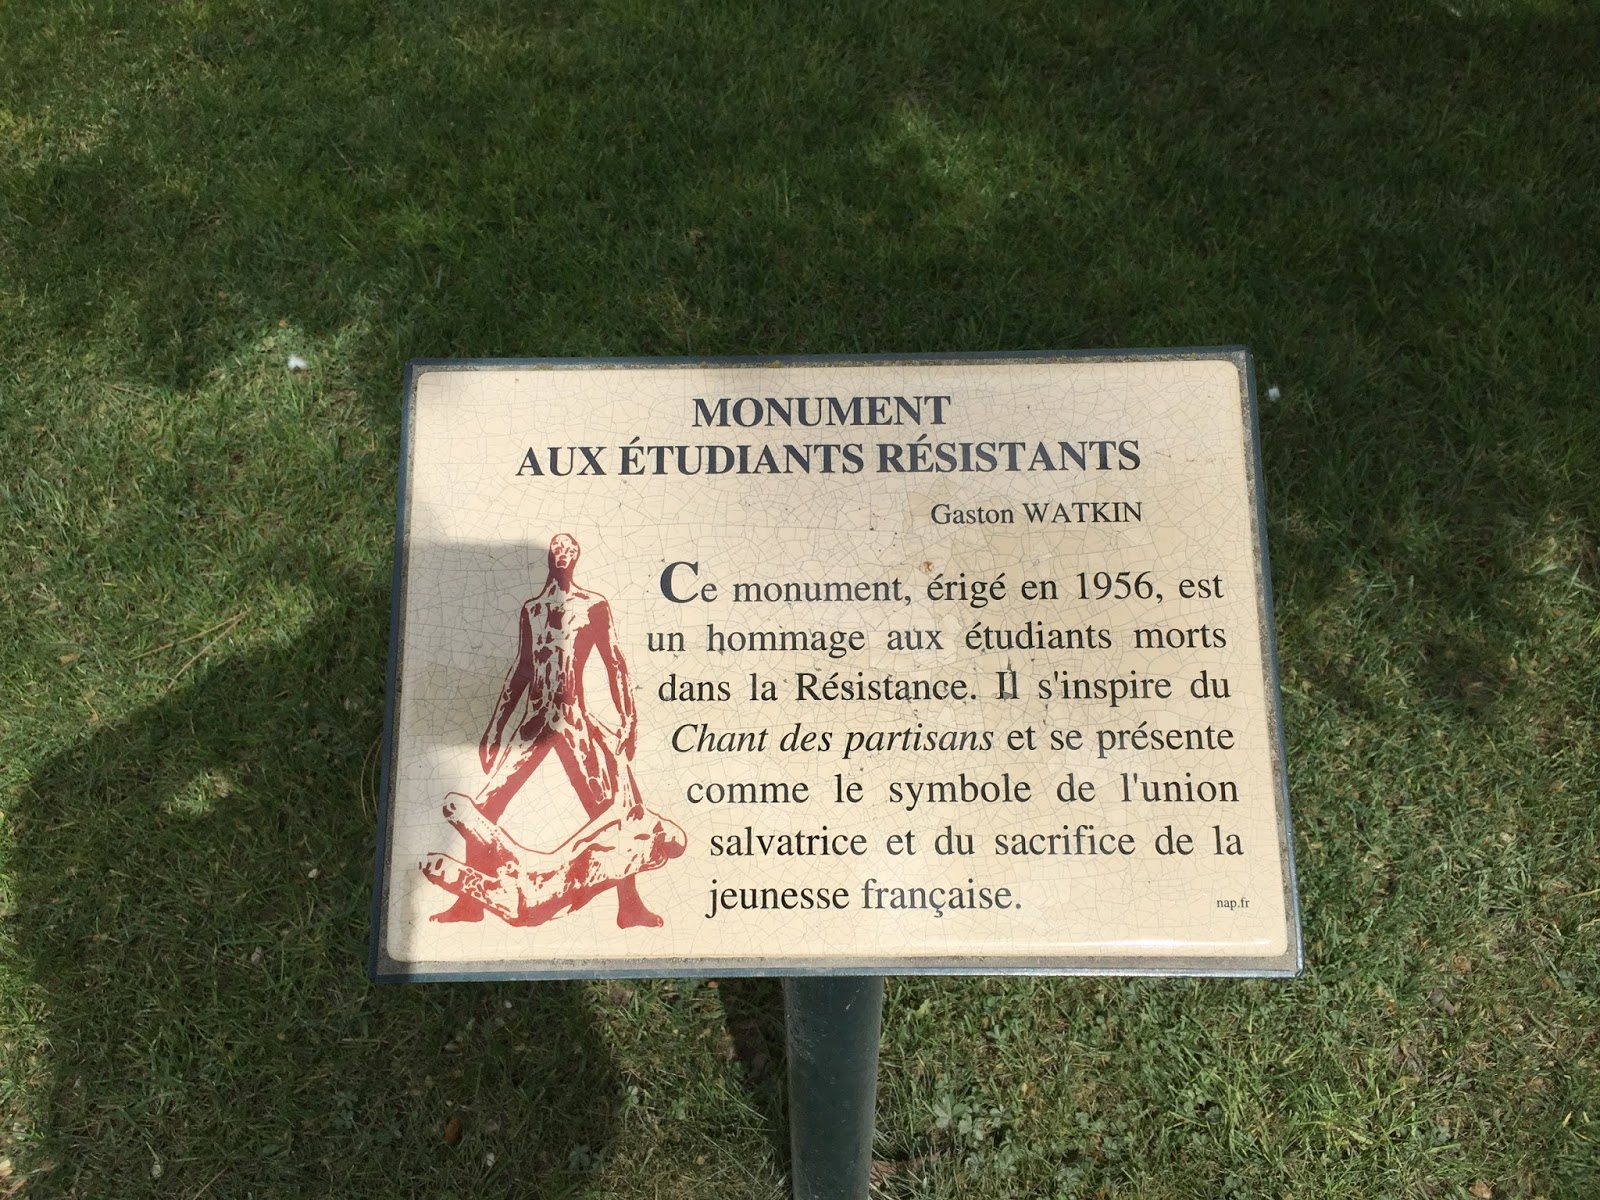 MONUMENT
AUX ÉTUDIANTS RÉSISTANTS
Gaston WATKIN
Ce monument, érigé en 1956, est
un hommage aux étudiants morts
dans la Résistance. Il s'inspire du
Chant des partisans et se présente
comme le symbole de l'union
salvatrice et du sacrifice de la
jeunesse française.
nap.fr